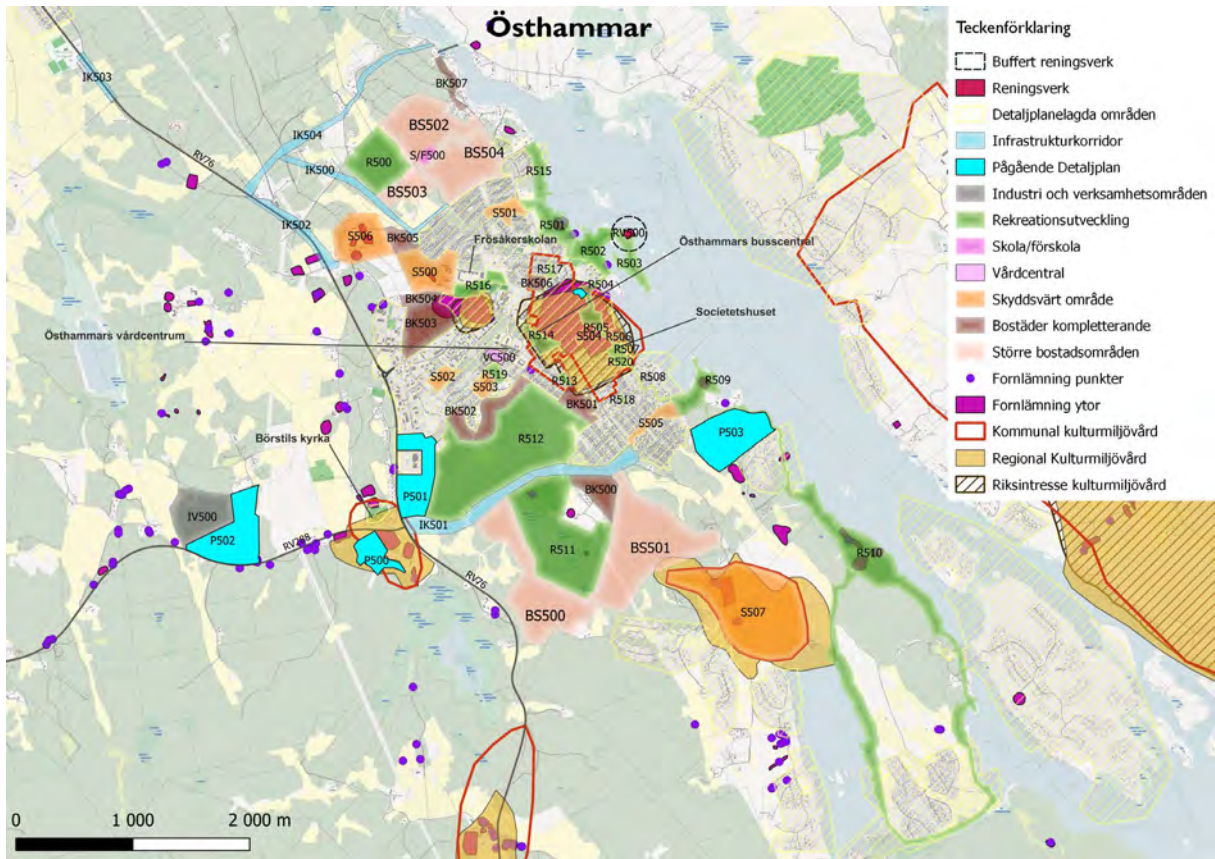 Östhammar
Teckenförklaring
Buffert reningsverk
Reningsverk
Detaljplanelagda områden
Infrastrukturkorridor
Pågående Detaljplan
Industri och verksamhetsområden
Rekreationsutveckling
Skola/förskola
Vårdcentral
Skyddsvärt område
Bostäder kompletterande
Större bostadsområden
Fornlämning punkter
Fornlämning ytor
Kommunal kulturmiljövård
Regional Kulturmiljövård
Riksintresse kulturmiljövård
IK503
BK507
RV76
IK504
BS502
S/F500
BS504
R500
IK500
BS503
R515
S501
R501
RV500
IK502
S506
BK505
Frösåkerskolan
R502
R503
Östhammars busscentral
S500
R517
BK506
R516
R504
BK504
BK503
Societetshuset
R505
R514
S504
R506
R507
Östhammars vårdcentrum
VC500
R520
R519
R513
R508
S502
S503
BK501
R518
R509
BK502
S505
R512
P503
Börstils kyrka
P501
BK500
IV500
IK501
P502
RV288
P500
R511
BS501
R510
RV76
BS500
S507
0
1 000
2 000 m